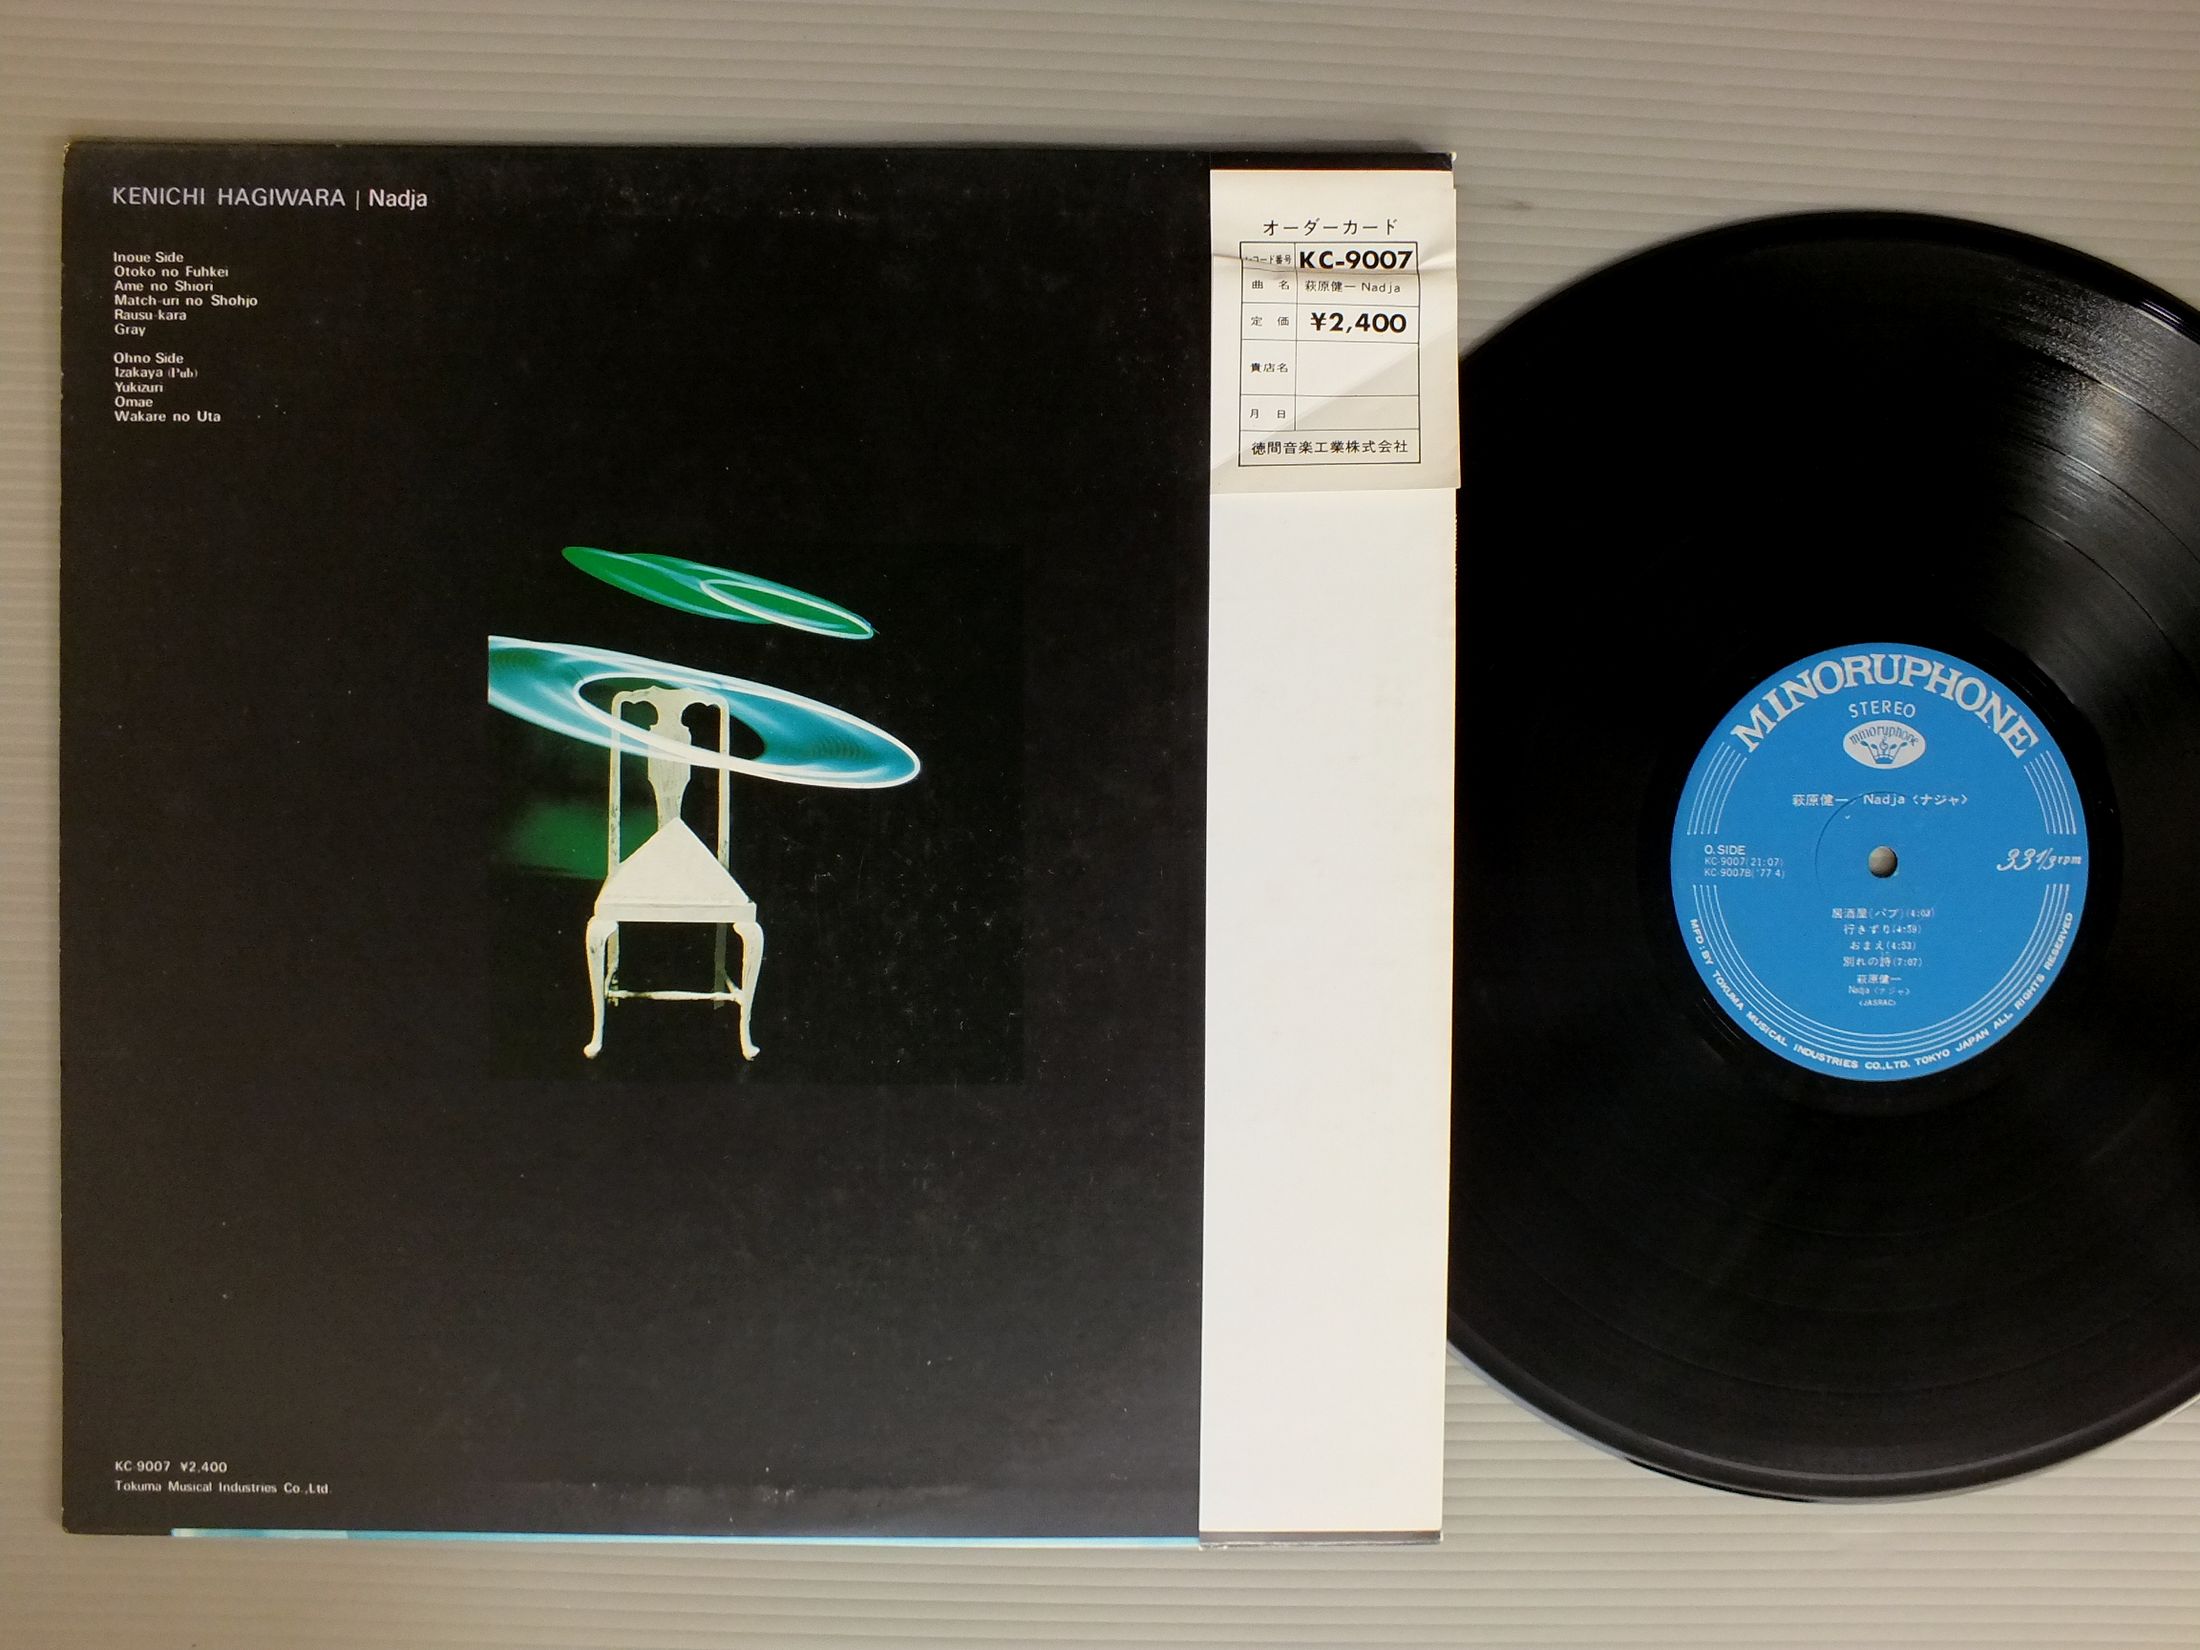 KENICHI HAGIWARA | Nadja
Inoue Side
Otoko no Fuhkei
Ame no Shiori
Match-uri no Shohjo
Rausu-kara
Gray
Ohno Side
Izakaya (Pub)
Yukizuri
Omae
Wakare no Uta
KC-9007 ¥2,400
Tokuma Musical Industries Co.,Ltd.
オーダーカード
レコード番号 KC-9007
曲名 萩原健一 Nadja
定価 ¥2,400
貴店名
月日
徳間音楽工業株式会社
MINORUPHONE
STEREO
minoruphone
萩原健一 Nadja〈ナジャ〉
O.SIDE
KC-9007(21:07)
KC-9007B('77 4)
33 1/3 rpm
居酒屋(パブ)(4:03)
行きずり(4:59)
おまえ(4:53)
別れの詩(7:07)
萩原健一
Nadja〈ナジャ〉
<JASRAC>
MFD; BY TOKUMA MUSICAL INDUSTRIES CO.,LTD. TOKYO JAPAN ALL RIGHTS RESERVED